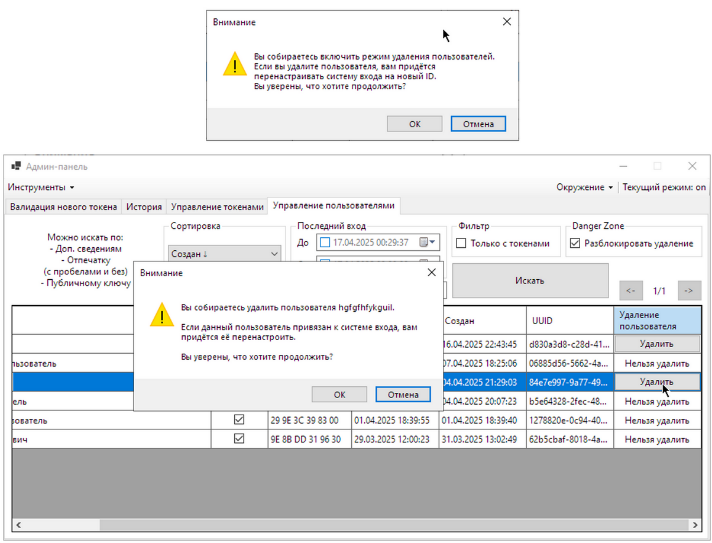 Внимание
Вы собираетесь включить режим удаления пользователей.
Если вы удалите пользователя, вам придётся
перенастраивать систему входа на новый ID.
Вы уверены, что хотите продолжить?
OK Отмена
Админ-панель
Инструменты Окружение Текущий режим: on
Валидация нового токена История Управление токенами Управление пользователями
Можно искать по:
- Доп. сведениям
- Отпечатку
(с пробелами и без)
- Публичному ключу
Сортировка
Создан ↓
Последний вход
До 17.04.2025 00:29:37
Фильтр
Только с токенами
Danger Zone
Разблокировать удаление
Искать
<- 1/1 ->
Внимание
Вы собираетесь удалить пользователя hgfgfhfykguil.
Если данный пользователь привязан к системе входа, вам
придётся её перенастроить.
Вы уверены, что хотите продолжить?
OK Отмена
Создан UUID Удаление
пользователя
16.04.2025 22:43:45 d830a3d8-c28d-41... Удалить
льзователь 07.04.2025 18:25:06 06885d56-5662-4a... Нельзя удалить
04.04.2025 21:29:03 84e7e997-9a77-49... Удалить
ель 04.04.2025 20:07:23 b5e64328-2fec-48... Нельзя удалить
зователь 29 9E 3C 39 83 00 01.04.2025 18:39:55 01.04.2025 18:39:40 1278820e-0c94-40... Нельзя удалить
вич 9E 8B DD 31 96 30 29.03.2025 12:00:23 31.03.2025 13:02:49 62b5cbaf-8018-4a... Нельзя удалить